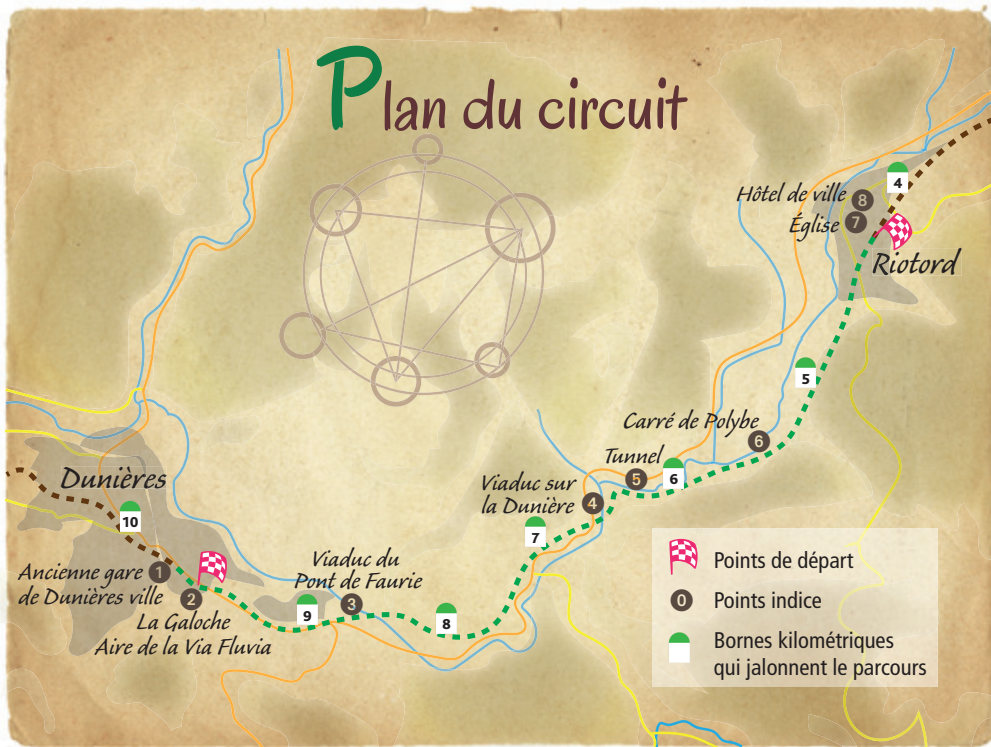 Plan du circuit
4
Hôtel de ville 8
Église 7
Riotord
5
Carré de Polybe
6
Tunnel
5
6
Viaduc sur
la Dunière 4
7
Dunières
10
Ancienne gare 1
de Dunières ville
2
La Galoche
Aire de la Via Fluvia
Viaduc du
Pont de Faurie
9
3
8
Points de départ
0 Points indice
Bornes kilométriques
qui jalonnent le parcours